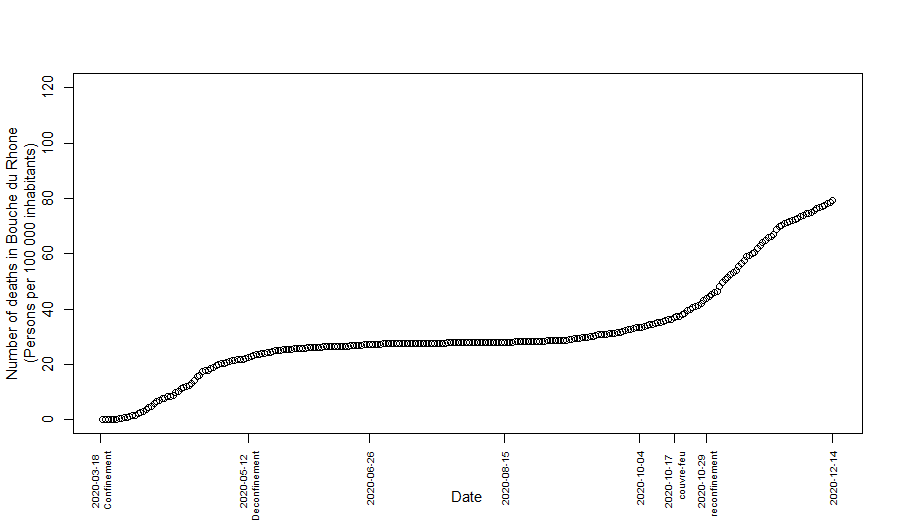 Number of deaths in Bouche du Rhone
(Persons per 100 000 inhabitants)
120
100
80
60
40
20
0
2020-03-18
Confinement
2020-05-12
Deconfinement
2020-06-26
2020-08-15
2020-10-04
2020-10-17
couvre-feu
2020-10-29
reconfinement
2020-12-14
Date